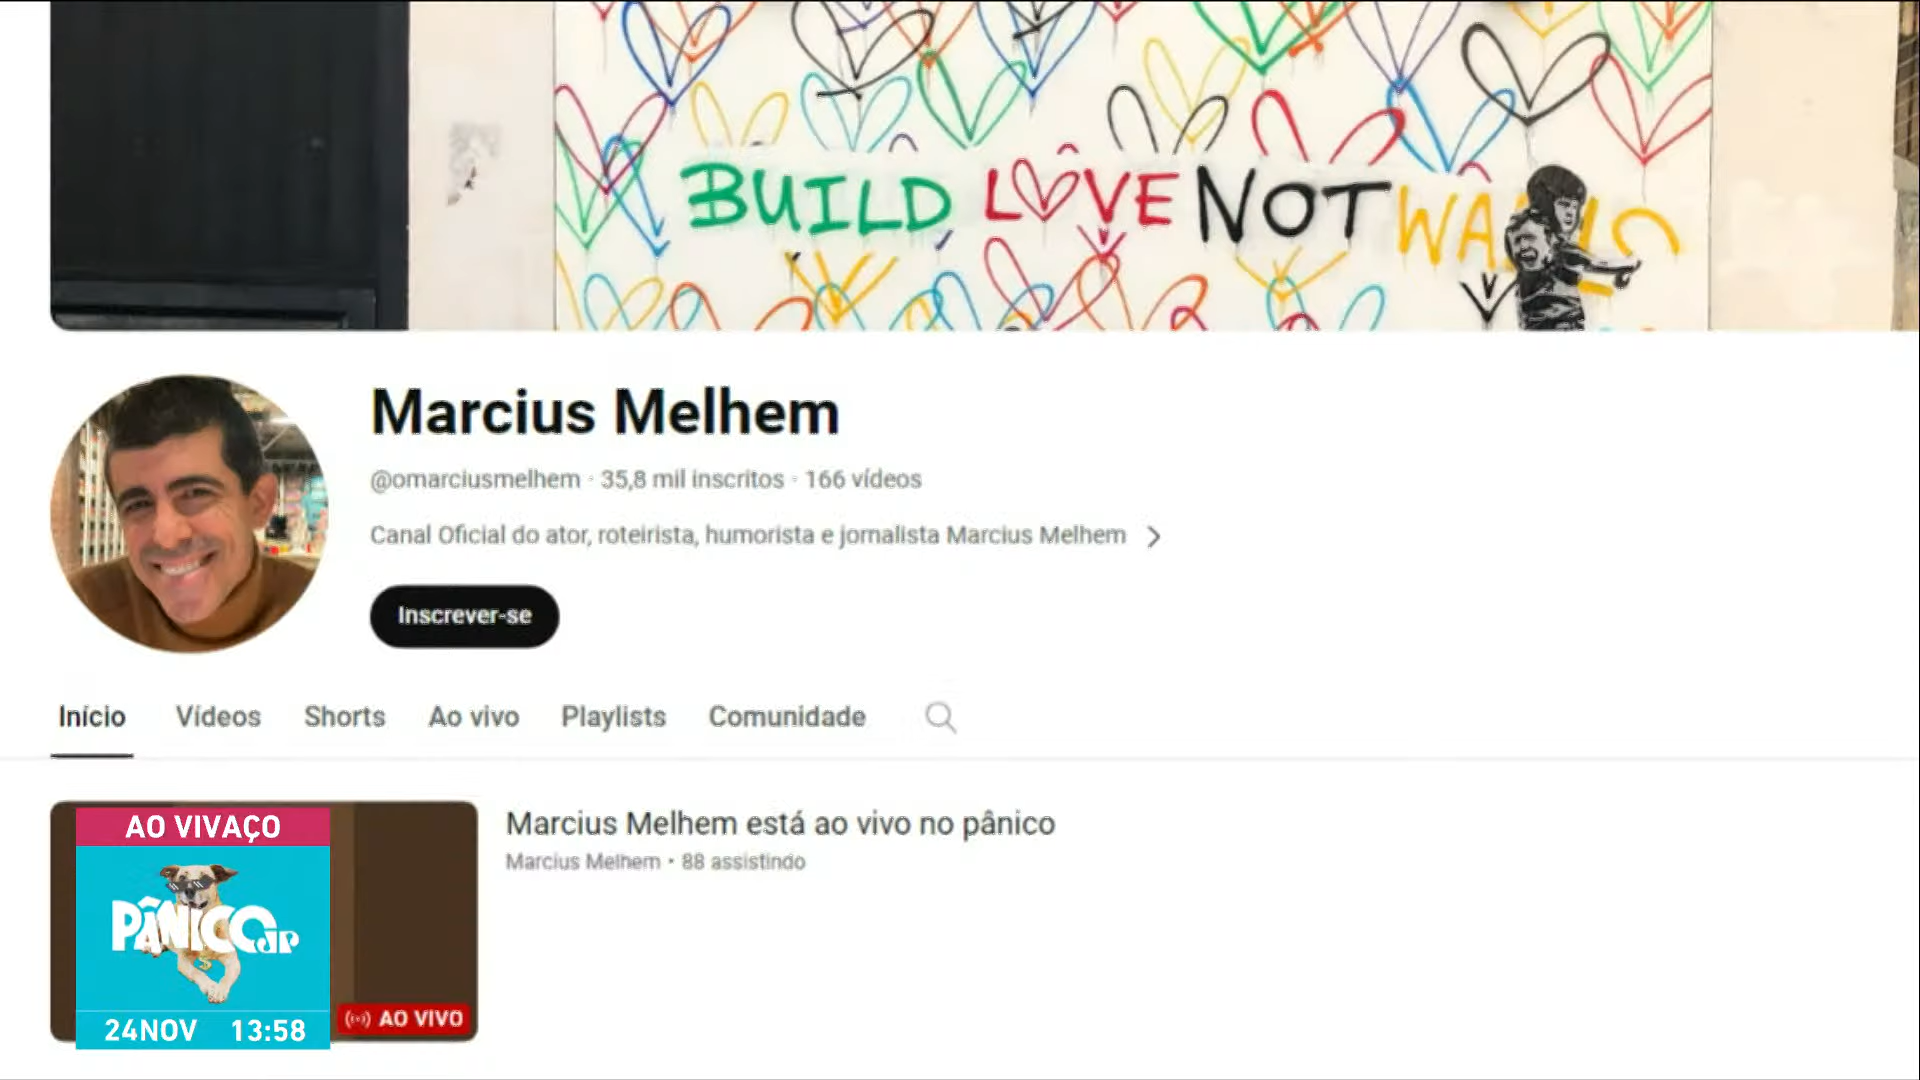 BUILD LOVE NOT WALLS
Marcius Melhem
@omarciusmelhem · 35,8 mil inscritos · 166 vídeos
Canal Oficial do ator, roteirista, humorista e jornalista Marcius Melhem
Inscrever-se
Início Vídeos Shorts Ao vivo Playlists Comunidade
AO VIVAÇO
PÂNICO JP
24NOV 13:58
AO VIVO
Marcius Melhem está ao vivo no pânico
Marcius Melhem • 88 assistindo